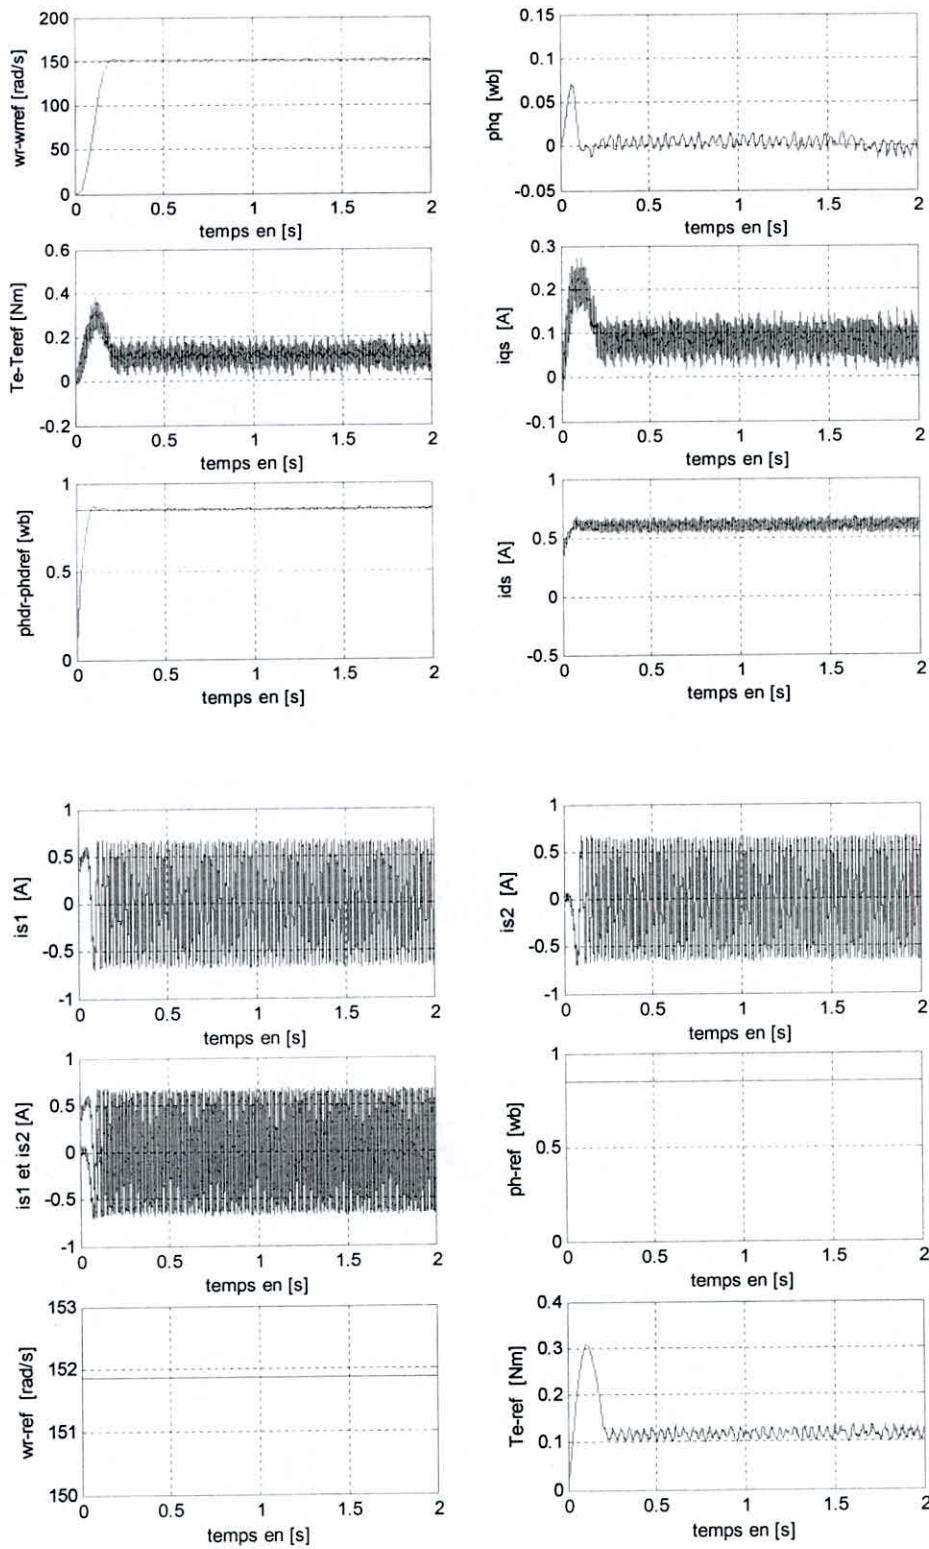 200
150
100
50
0
wr-wrref [rad/s]
0 0.5 1 1.5 2
temps en [s]
0.15
0.1
0.05
0
-0.05
phq [wb]
0 0.5 1 1.5 2
temps en [s]
0.6
0.4
0.2
0
-0.2
Te-Teref [Nm]
0 0.5 1 1.5 2
temps en [s]
0.3
0.2
0.1
0
-0.1
iqs [A]
0 0.5 1 1.5 2
temps en [s]
1
0.5
0
phdr-phdref [wb]
0 0.5 1 1.5 2
temps en [s]
1
0.5
0
-0.5
ids [A]
0 0.5 1 1.5 2
temps en [s]
1
0.5
0
-0.5
-1
is1 [A]
0 0.5 1 1.5 2
temps en [s]
1
0.5
0
-0.5
-1
is2 [A]
0 0.5 1 1.5 2
temps en [s]
1
0.5
0
-0.5
-1
is1 et is2 [A]
0 0.5 1 1.5 2
temps en [s]
1
0.5
0
ph-ref [wb]
0 0.5 1 1.5 2
temps en [s]
153
152
151
150
wr-ref [rad/s]
0 0.5 1 1.5 2
temps en [s]
0.4
0.3
0.2
0.1
0
Te-ref [Nm]
0 0.5 1 1.5 2
temps en [s]